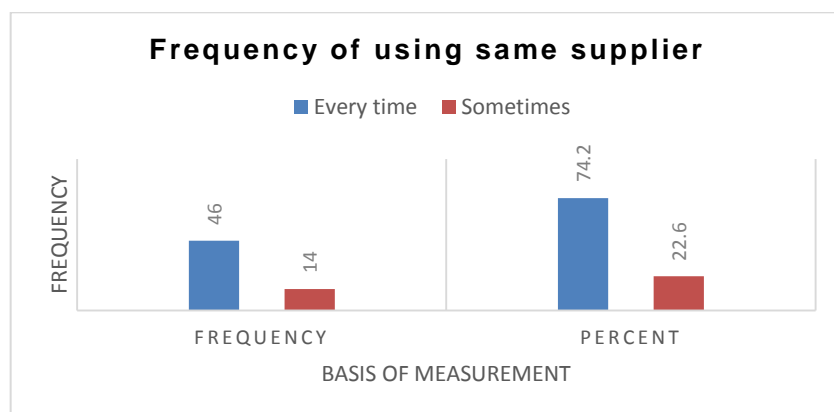 Frequency of using same supplier
Every time Sometimes
FREQUENCY
46
14
74.2
22.6
FREQUENCY PERCENT
BASIS OF MEASUREMENT